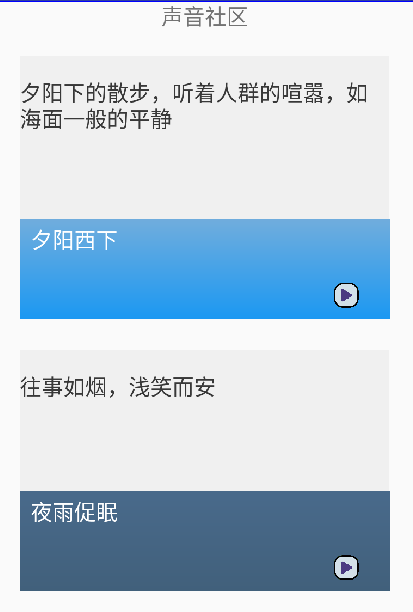 声音社区
夕阳下的散步，听着人群的喧嚣，如
海面一般的平静
夕阳西下
往事如烟，浅笑而安
夜雨促眠